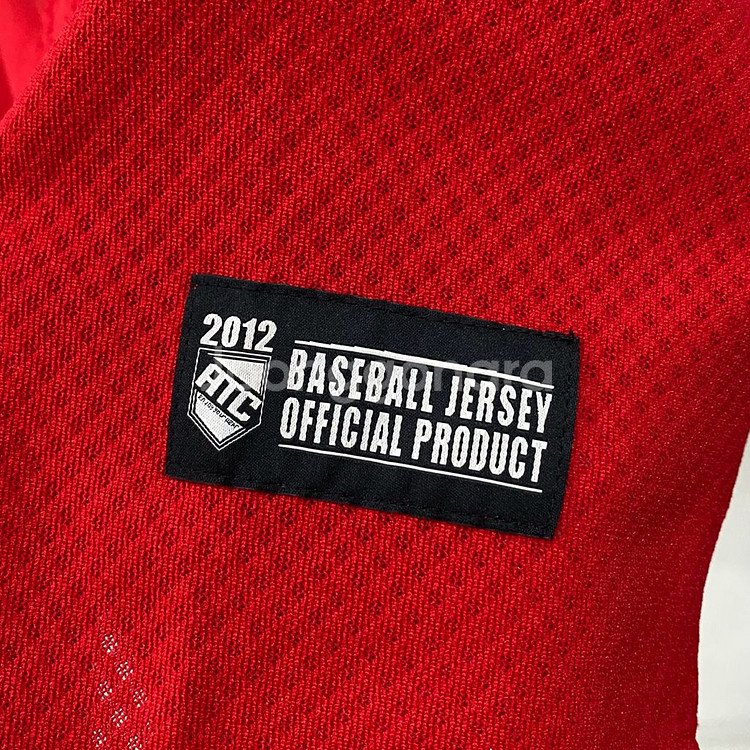 2012
ATC
BASEBALL JERSEY
OFFICIAL PRODUCT